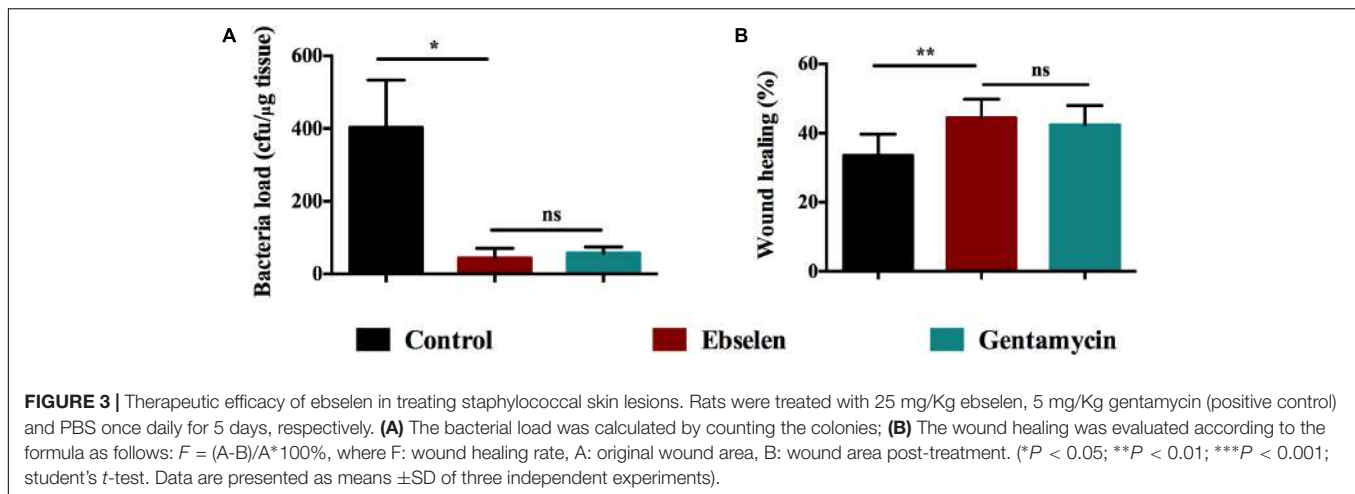 A
B
Bacteria load (cfu/µg tissue)
600
400
200
0
*
ns
Wound healing (%)
60
40
20
0
**
ns
Control
Ebselen
Gentamycin
FIGURE 3 | Therapeutic efficacy of ebselen in treating staphylococcal skin lesions. Rats were treated with 25 mg/Kg ebselen, 5 mg/Kg gentamycin (positive control)
and PBS once daily for 5 days, respectively. (A) The bacterial load was calculated by counting the colonies; (B) The wound healing was evaluated according to the
formula as follows: F = (A-B)/A*100%, where F: wound healing rate, A: original wound area, B: wound area post-treatment. (*P < 0.05; **P < 0.01; ***P < 0.001;
student's t-test. Data are presented as means ±SD of three independent experiments).